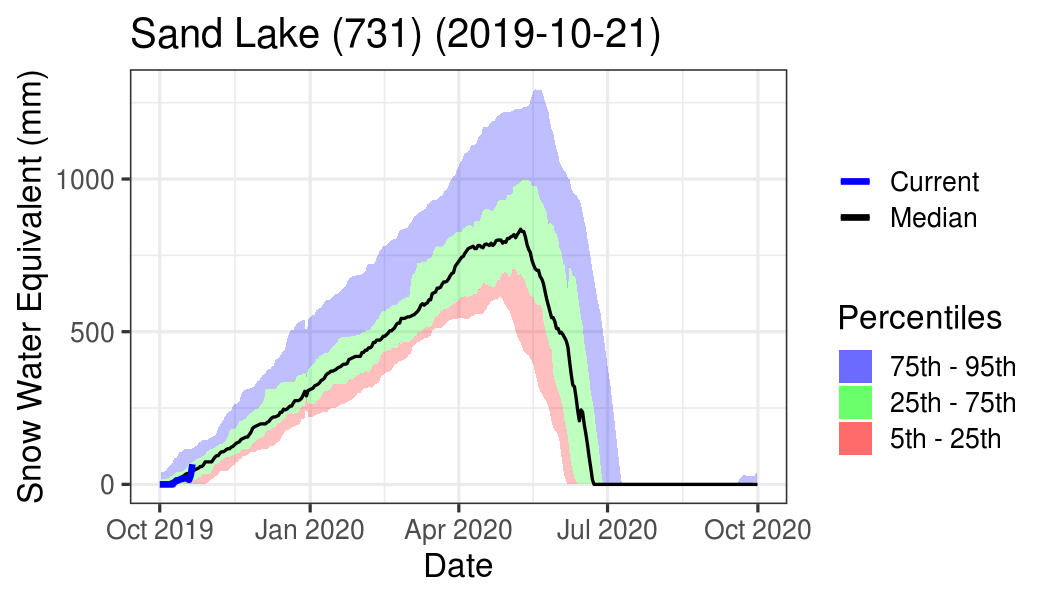 Sand Lake (731) (2019-10-21)
Snow Water Equivalent (mm)
1000
500
0
Oct 2019
Jan 2020
Apr 2020
Jul 2020
Oct 2020
Date
Current
Median
Percentiles
75th - 95th
25th - 75th
5th - 25th